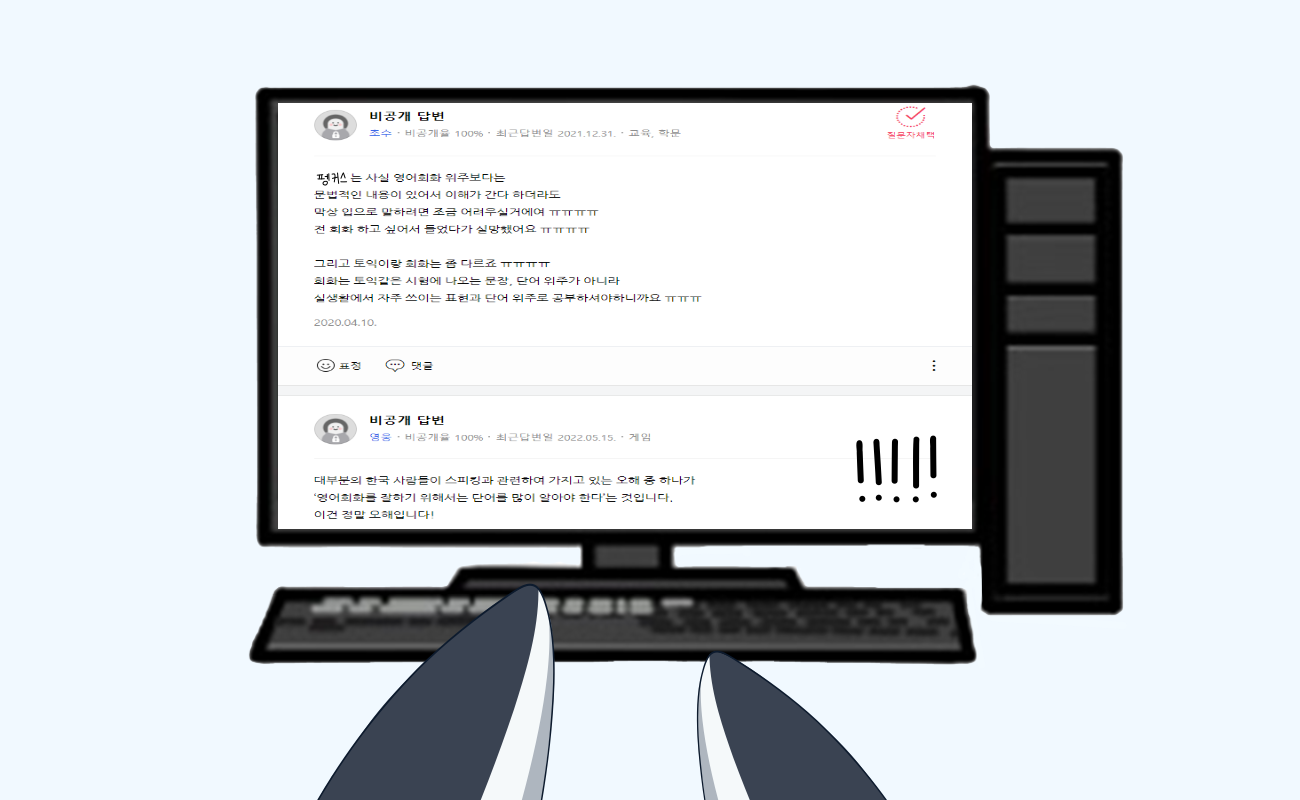 비공개 답변
조수 · 비공개율 100% · 최근답변일 2021.12.31. · 교육, 학문
질문자채택
펭귀스 는 사실 영어회화 위주보다는
문법적인 내용이 있어서 이해가 간다 하더라도
막상 입으로 말하려면 조금 어려우실거에여 ㅠㅠㅠㅠ
전 회화 하고 싶어서 들었다가 실망했어요 ㅠㅠㅠㅠ
그리고 토익이랑 회화는 좀 다르죠 ㅠㅠㅠㅠ
회화는 토익같은 시험에 나오는 문장, 단어 위주가 아니라
실생활에서 자주 쓰이는 표현과 단어 위주로 공부하셔야하니까요 ㅠㅠㅠ
2020.04.10.
표정 댓글
비공개 답변
영웅 · 비공개율 100% · 최근답변일 2022.05.15. · 게임
!!!!!
대부분의 한국 사람들이 스피킹과 관련하여 가지고 있는 오해 중 하나가
'영어회화를 잘하기 위해서는 단어를 많이 알아야 한다'는 것입니다.
이건 정말 오해입니다!